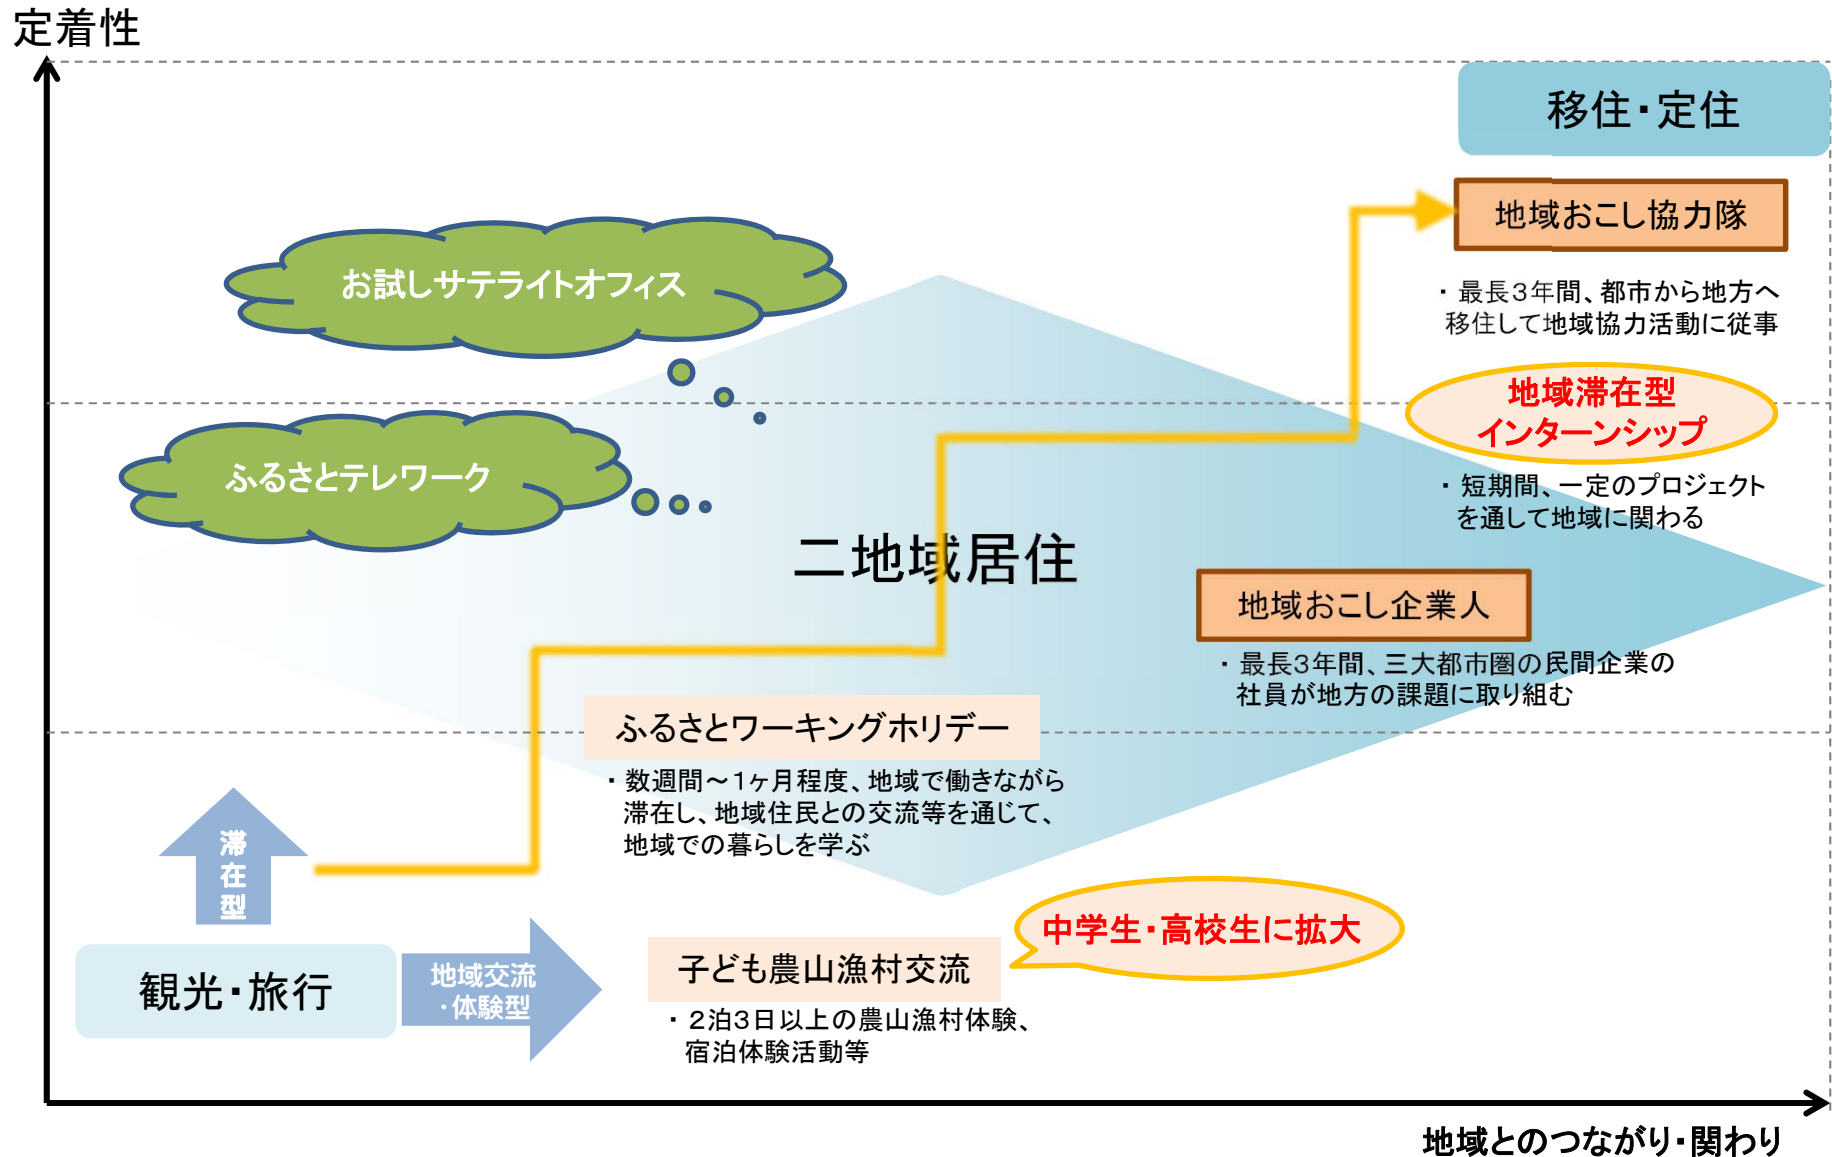 定着性
移住・定住
地域おこし協力隊
・ 最長３年間、都市から地方へ
移住して地域協力活動に従事
お試しサテライトオフィス
地域滞在型
インターンシップ
・ 短期間、一定のプロジェクト
を通して地域に関わる
ふるさとテレワーク
二地域居住
地域おこし企業人
・ 最長３年間、三大都市圏の民間企業の
社員が地方の課題に取り組む
ふるさとワーキングホリデー
・ 数週間～１ヶ月程度、地域で働きながら
滞在し、地域住民との交流等を通じて、
地域での暮らしを学ぶ
滞在型
観光・旅行
地域交流
・体験型
中学生・高校生に拡大
子ども農山漁村交流
・ ２泊３日以上の農山漁村体験、
宿泊体験活動等
地域とのつながり・関わり